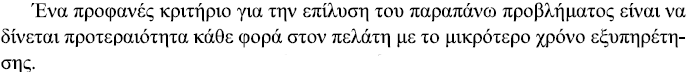 Ένα προφανές κριτήριο για την επίλυση του παραπάνω προβλήματος είναι να
δίνεται προτεραιότητα κάθε φορά στον πελάτη με το μικρότερο χρόνο εξυπηρέτη-
σης.